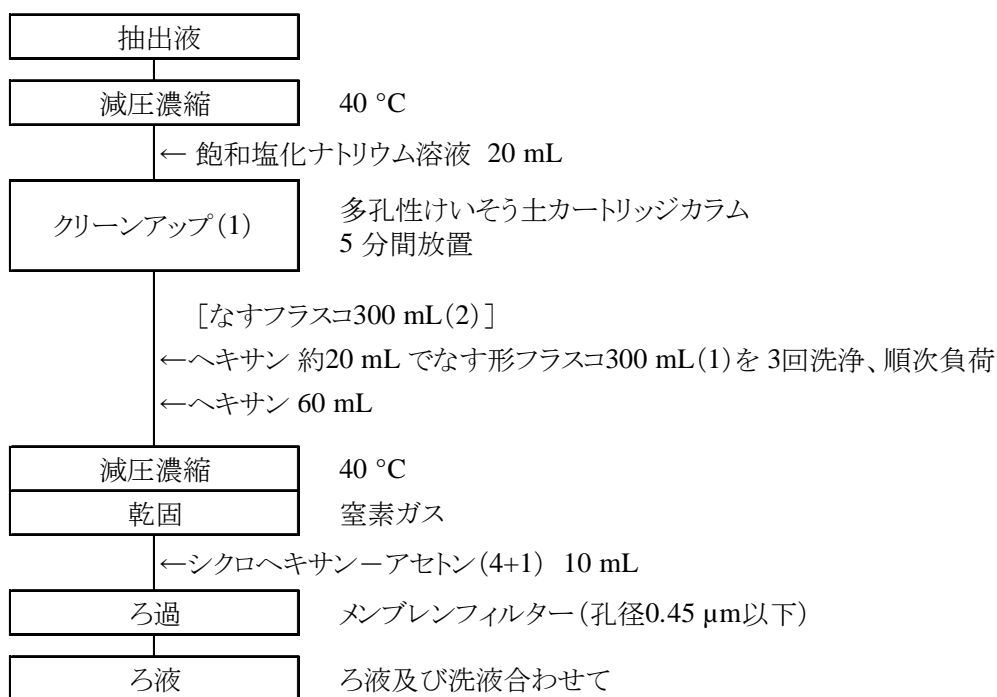 抽出液
減圧濃縮 40 °C
← 飽和塩化ナトリウム溶液 20 mL
クリーンアップ(1) 多孔性けいそう土カートリッジカラム
5 分間放置
[なすフラスコ300 mL(2)]
←ヘキサン 約20 mL でなす形フラスコ300 mL(1)を 3回洗浄、順次負荷
←ヘキサン 60 mL
減圧濃縮 40 °C
乾固 窒素ガス
←シクロヘキサン－アセトン(4+1) 10 mL
ろ過 メンブレンフィルター(孔径0.45 µm以下)
ろ液 ろ液及び洗液合わせて